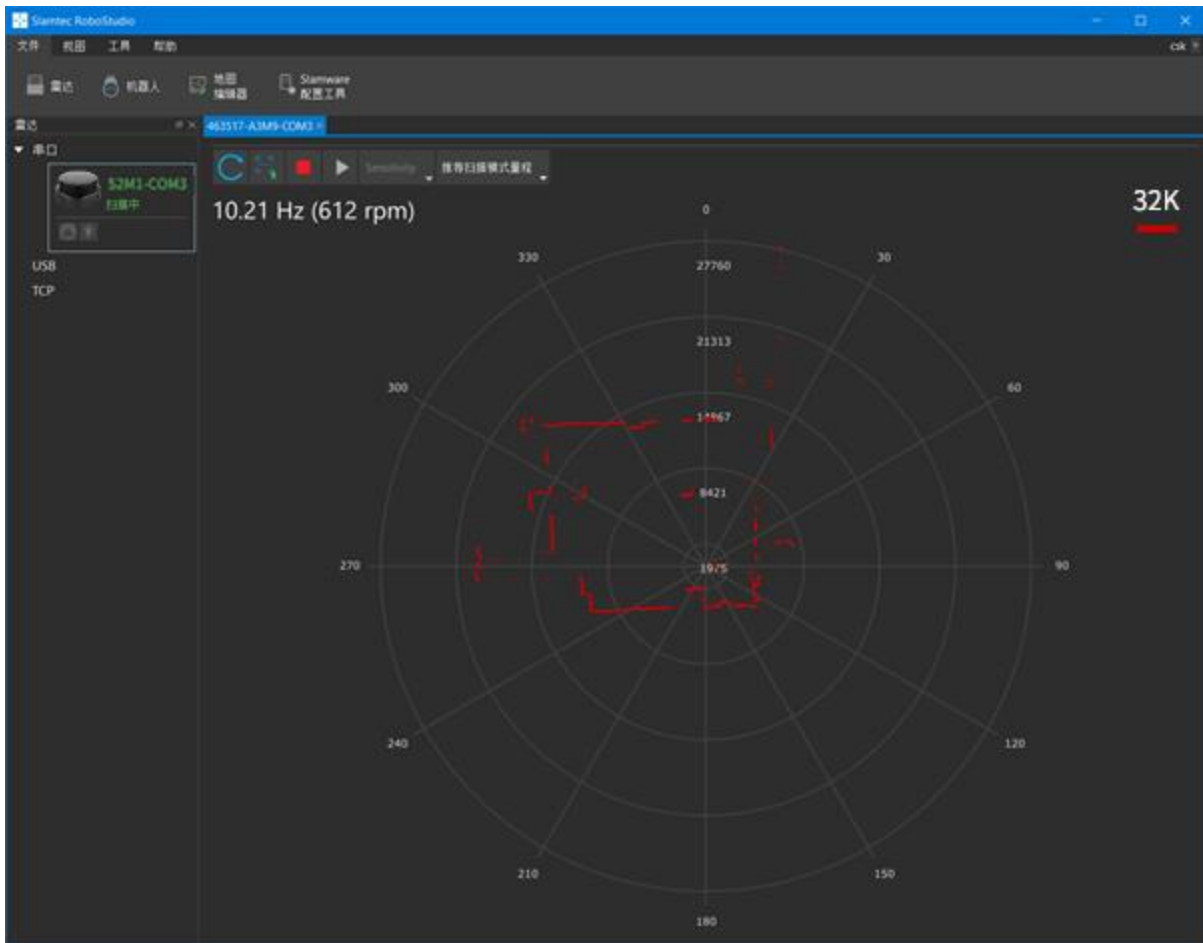 Slamtec RoboStudio
文件 视图 工具 帮助
csk
雷达 机器人 地图 Slamware
编辑器 配置工具
雷达
463517-A3M9-COM3
串口
S2M1-COM3
扫描中
USB
TCP
Sensitivity 推荐扫描模式量程
10.21 Hz (612 rpm)
32K
0
330
30
27760
21313
300
60
14867
8421
270
1975
90
240
120
210
150
180